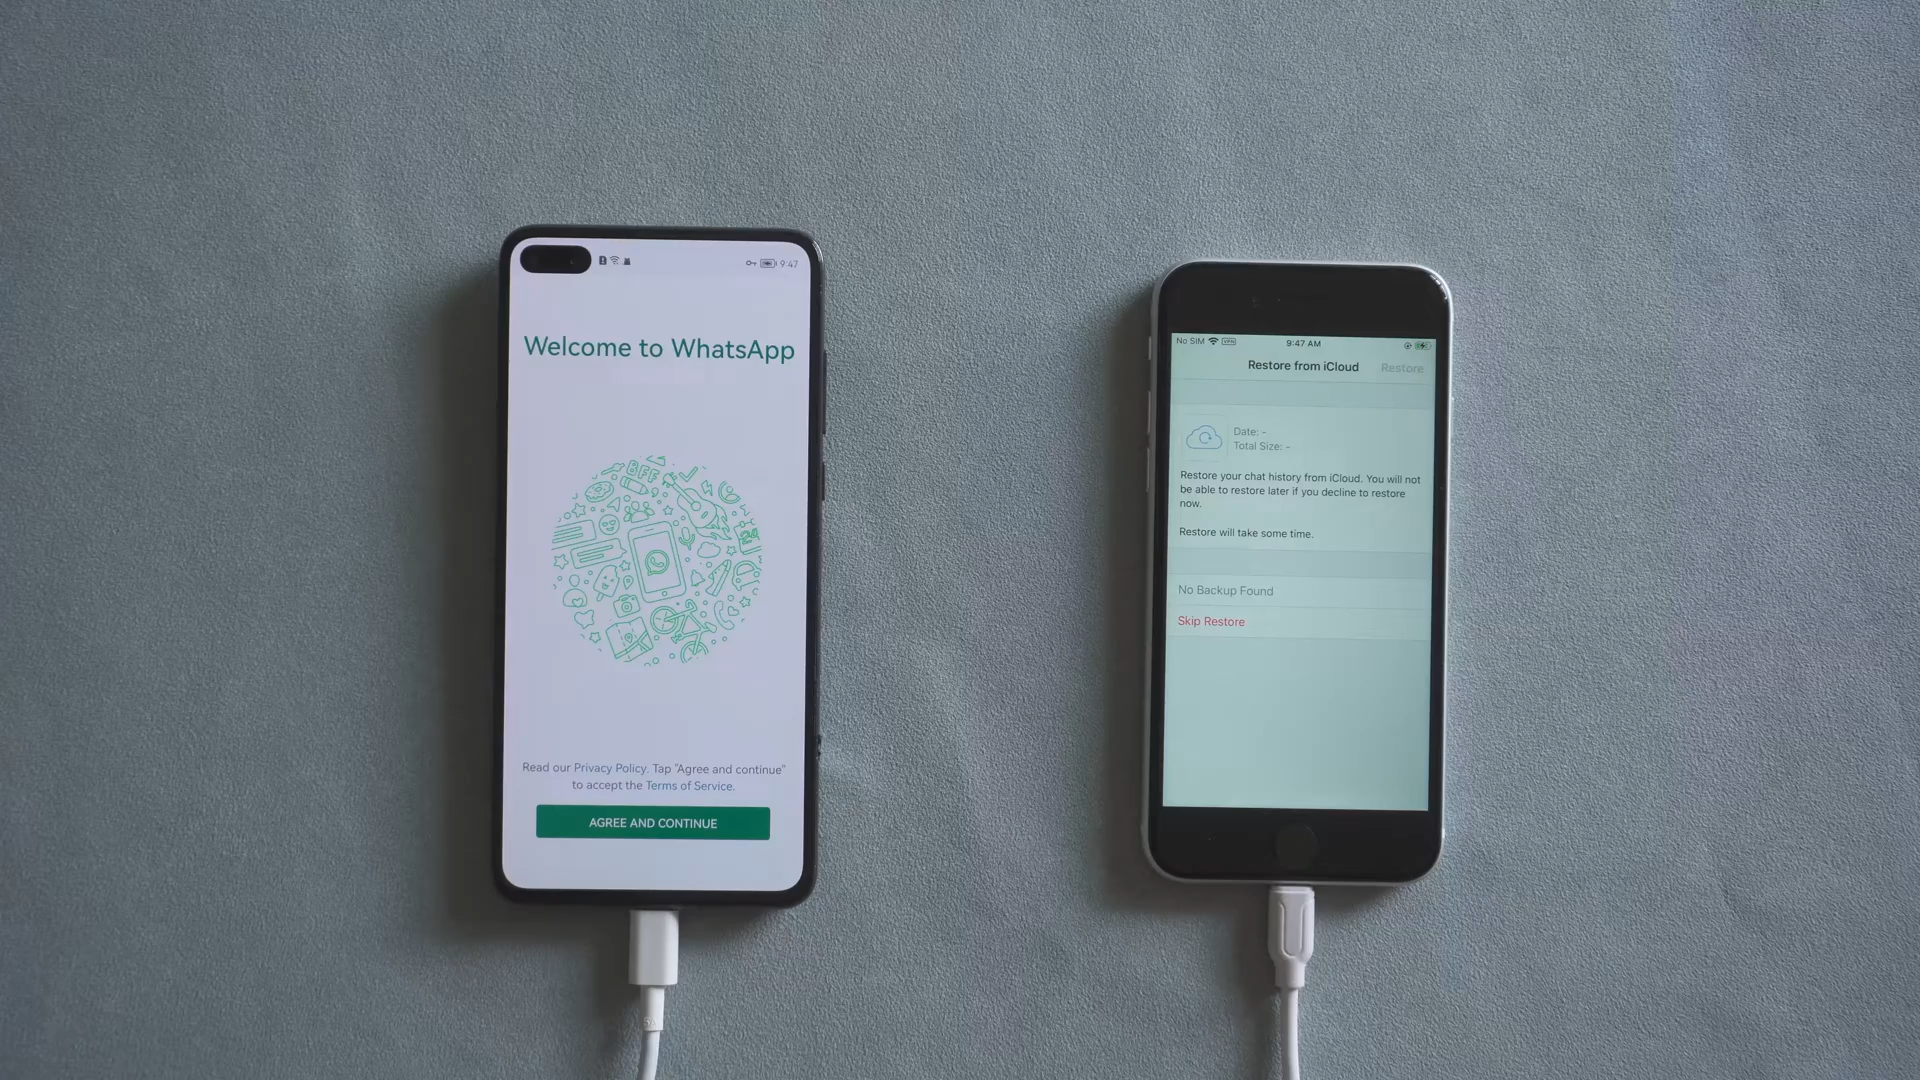 9:47
Welcome to WhatsApp
BFF
Read our Privacy Policy. Tap "Agree and continue"
to accept the Terms of Service.
AGREE AND CONTINUE
No SIM VPN 9:47 AM
Restore from iCloud Restore
Date: -
Total Size: -
Restore your chat history from iCloud. You will not
be able to restore later if you decline to restore
now.
Restore will take some time.
No Backup Found
Skip Restore